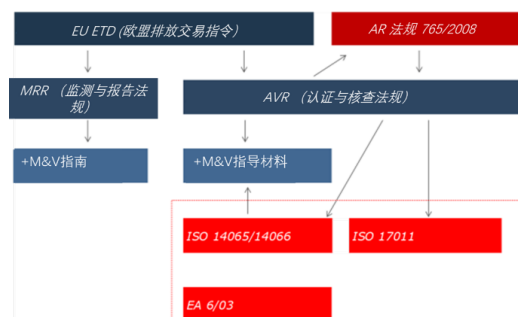 EU ETD (欧盟排放交易指令）
AR 法规 765/2008
MRR （监测与报告法
规）
AVR （认证与核查法规）
+M&V指南
+M&V指导材料
ISO 14065/14066
ISO 17011
EA 6/03